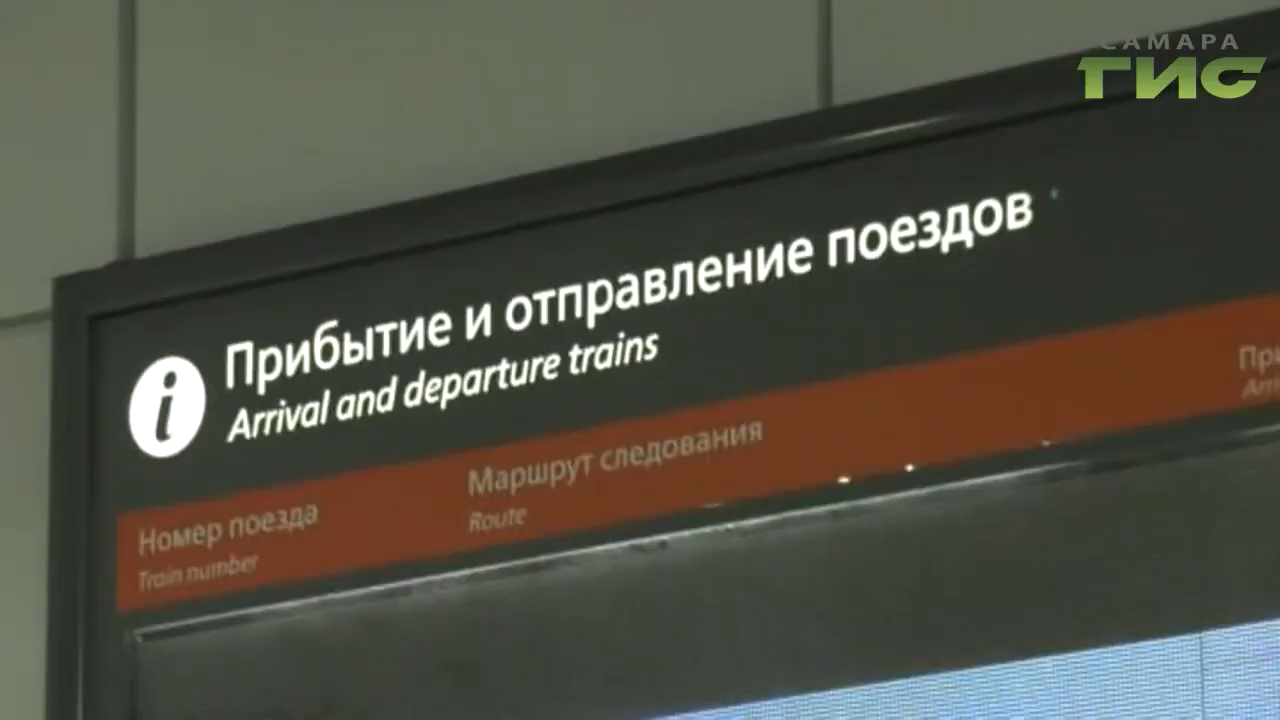 САМАРА
ГИС
Прибытие и отправление поездов
Arrival and departure trains
Номер поезда
Train number
Маршрут следования
Route